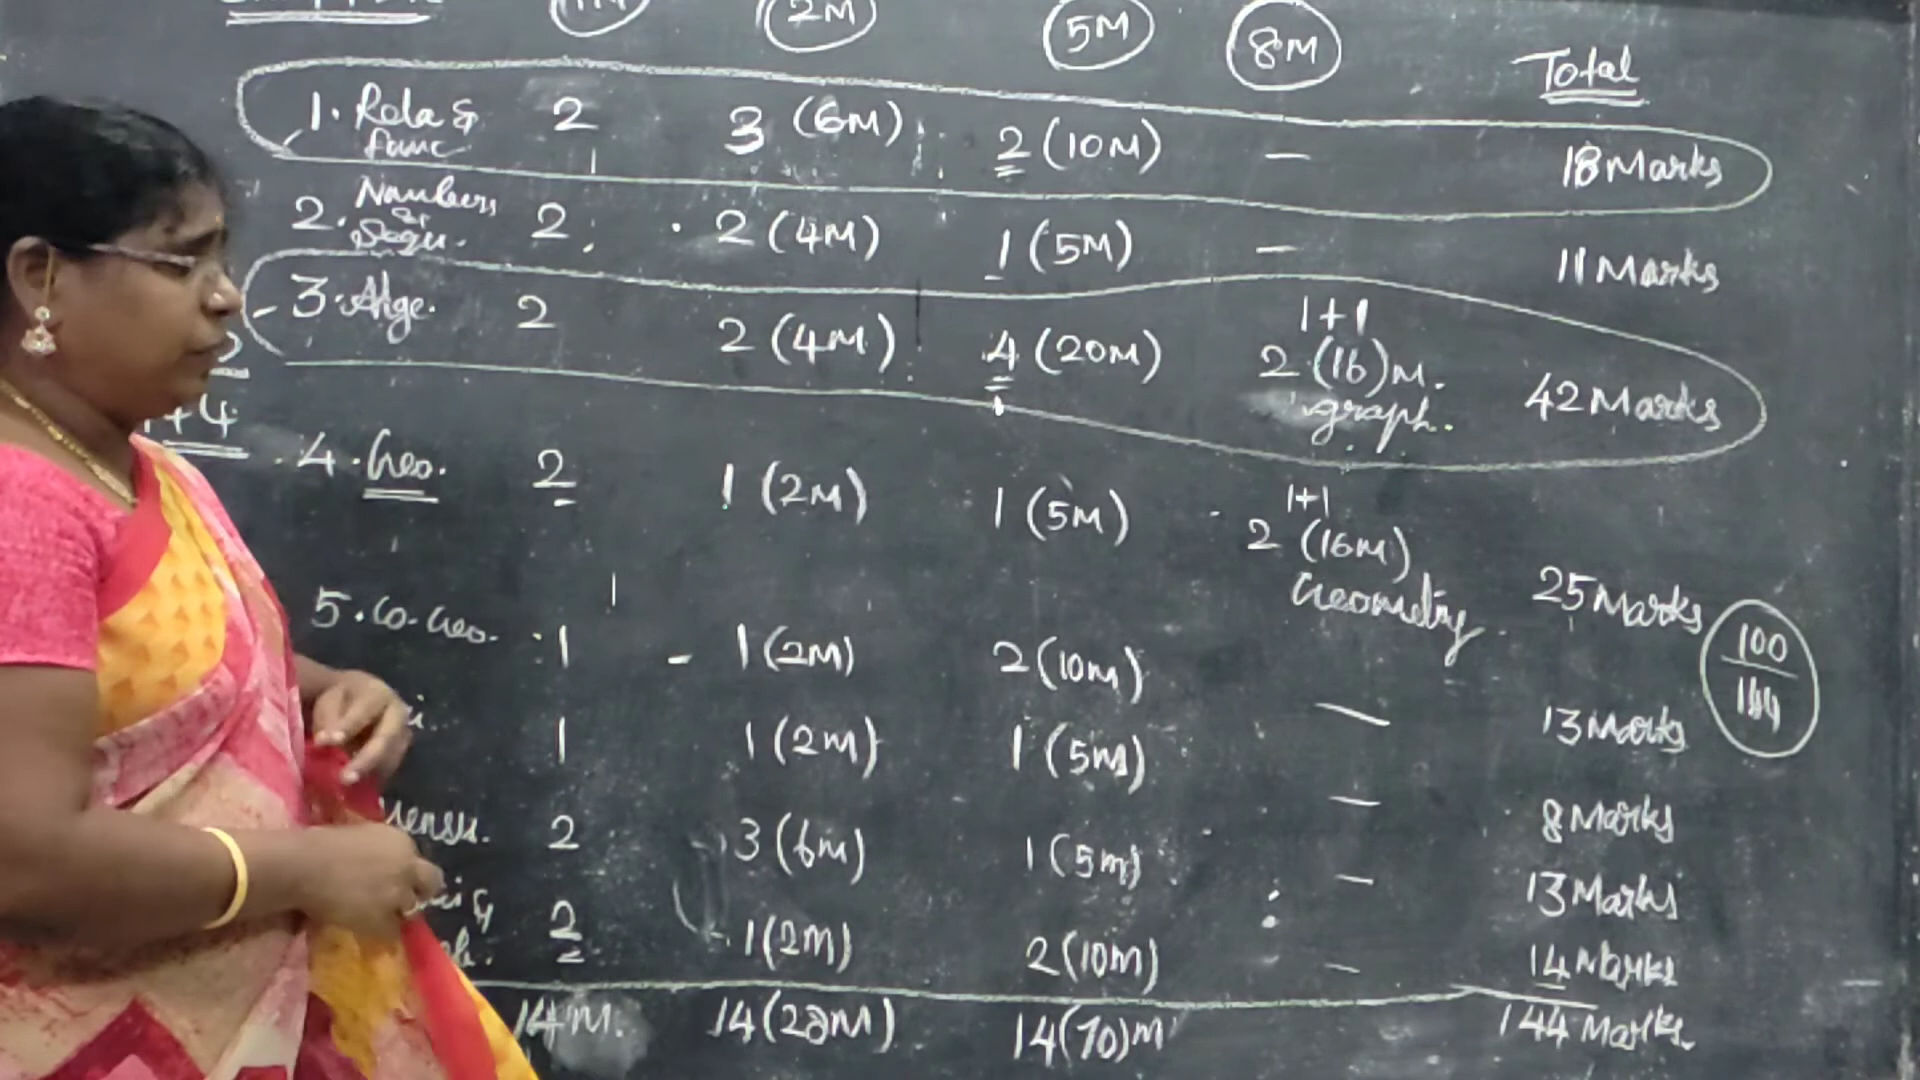 1M 2M 5M 8M Total
1. Rela & Func 2 3 (6M) 2 (10M) — 18 Marks
2. Numbers & Sequ. 2 2 (4M) 1 (5M) — 11 Marks
3. Alge. 2 2 (4M) 4 (20M) 1+1 2 (16)M. graph. 42 Marks
+4
4. Geo. 2 1 (2M) 1 (5M) 1+1 2 (16M) Geometry 25 Marks
5. Co-Geo. 1 - 1 (2M) 2 (10M) — 13 Marks
100
144
1 1 (2M) 1 (5M) — 8 Marks
mensu. 2 3 (6M) 1 (5M) — 13 Marks
2 1 (2M) 2 (10M) — 14 Marks
14M. 14 (28M) 14 (70)M 144 Marks.